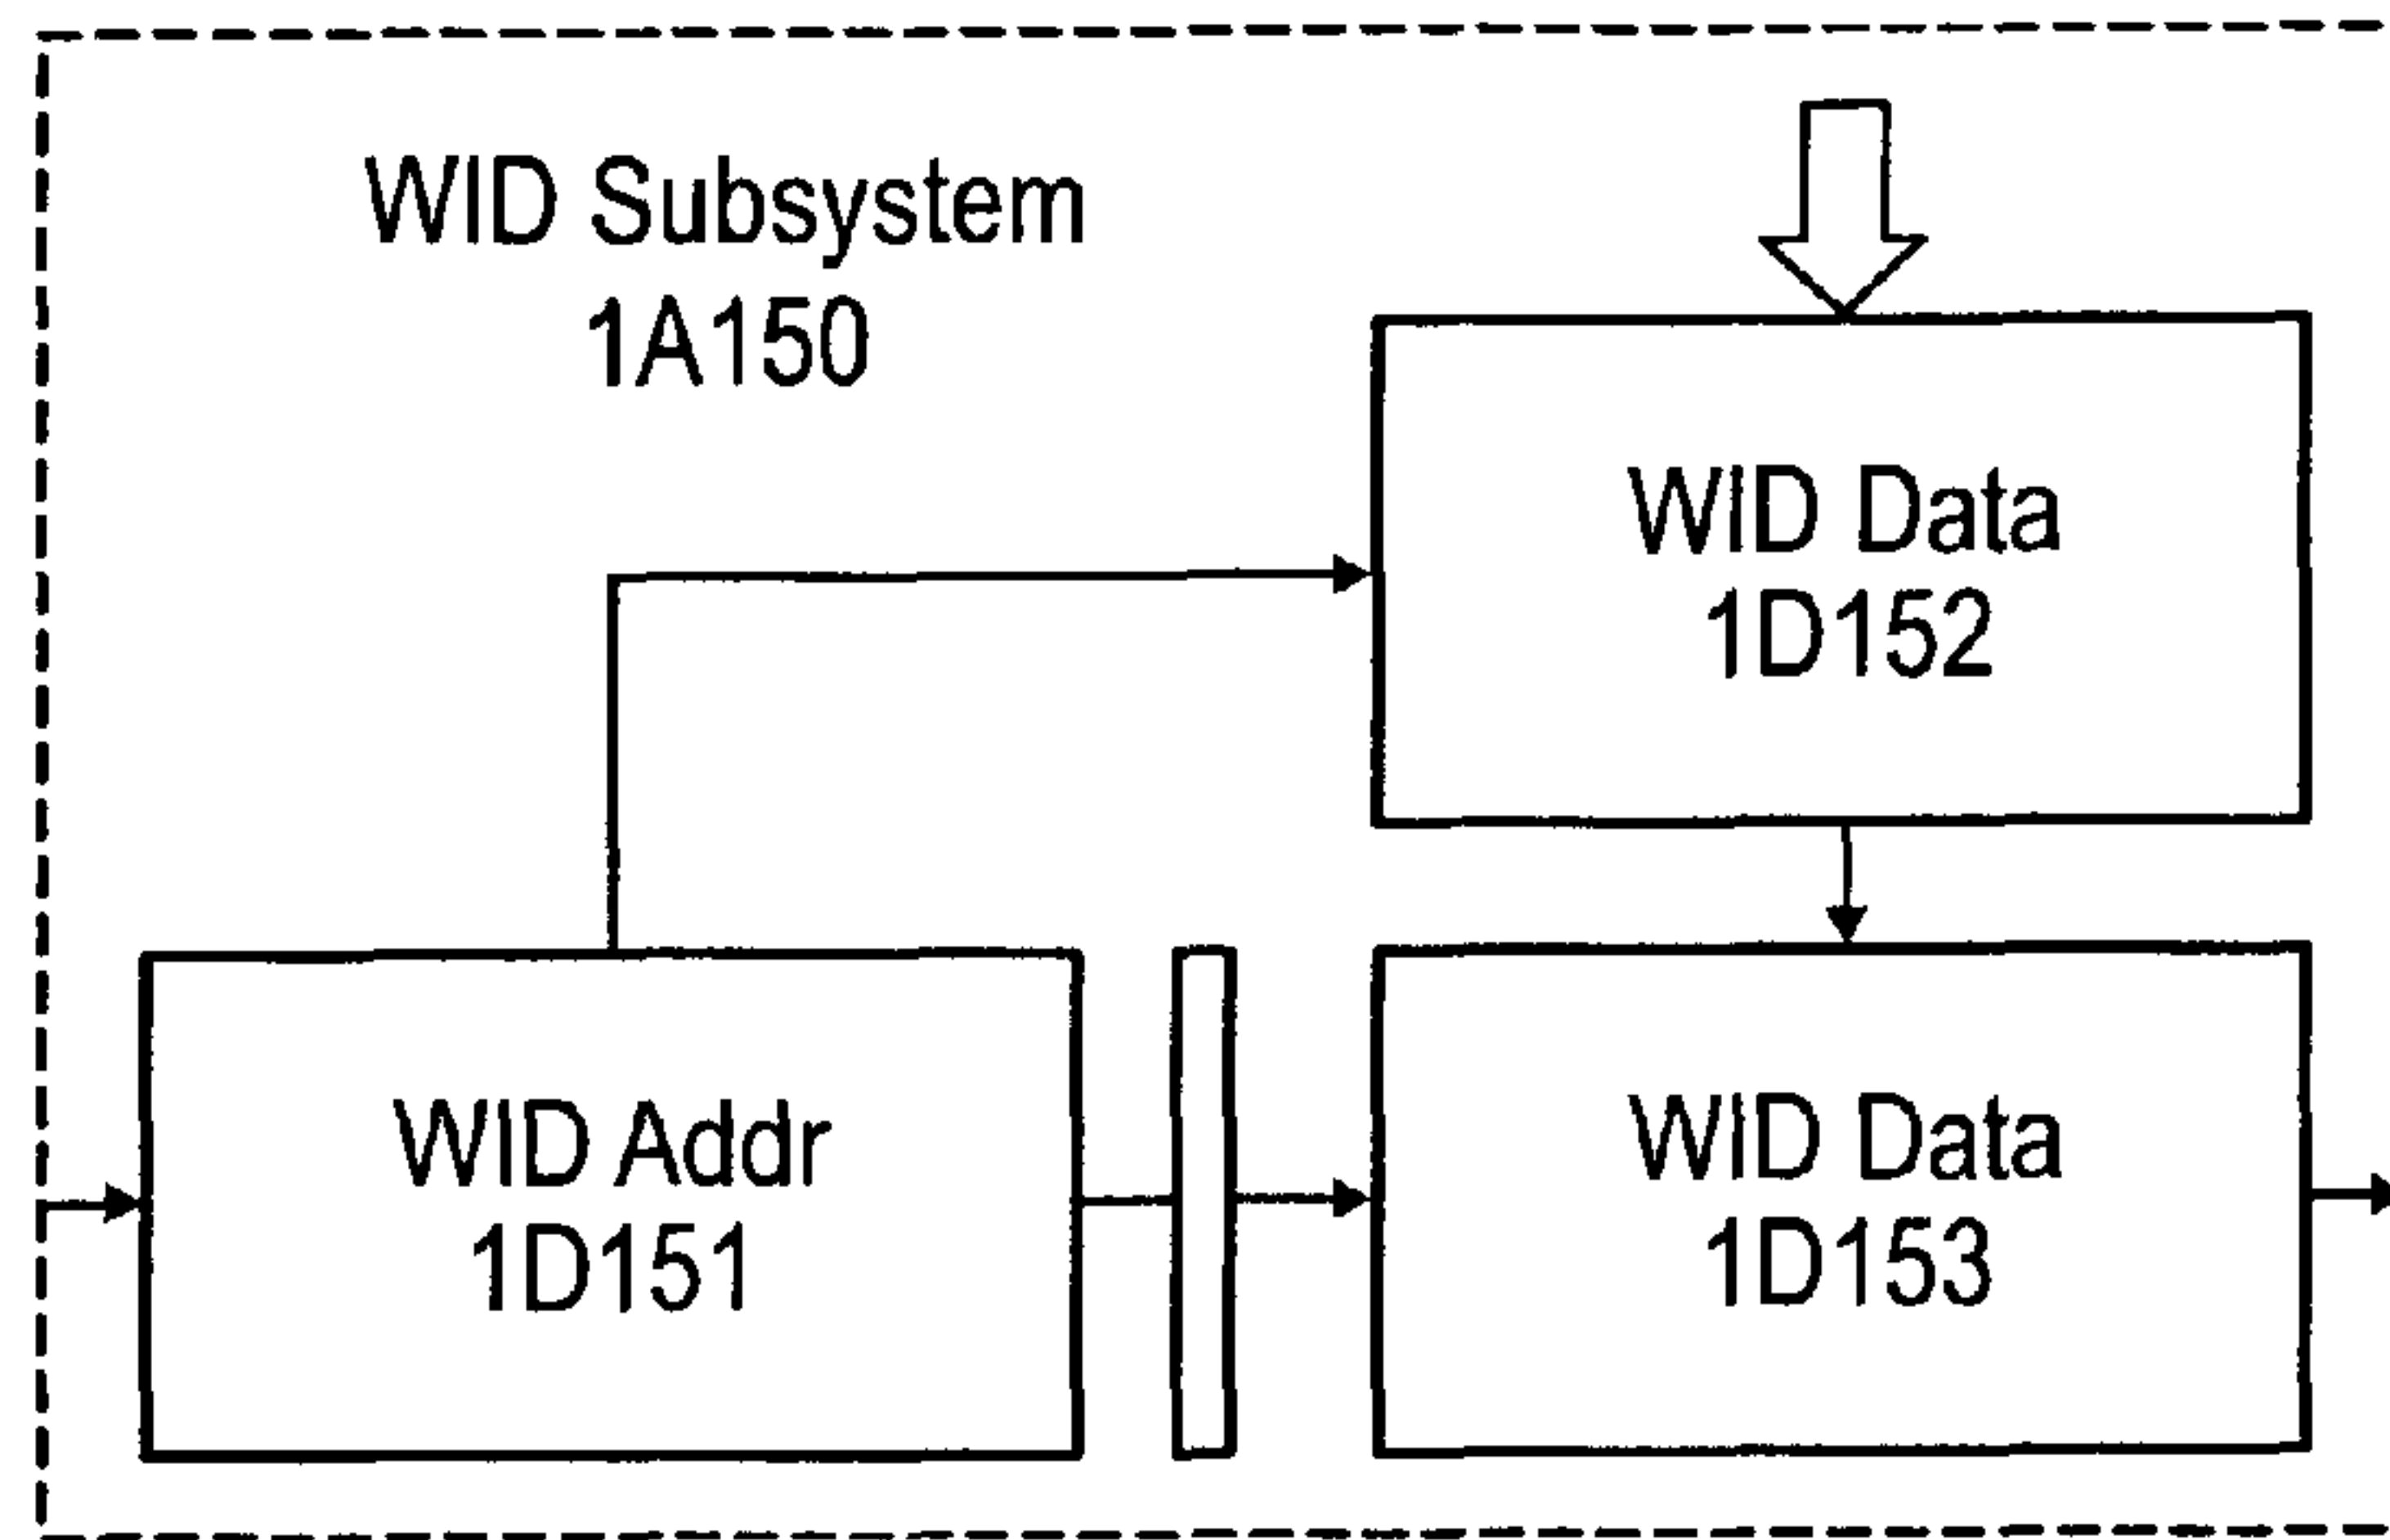 WID Subsystem
1A150
WID Data
1D152
WID Addr
1D151
WID Data
1D153